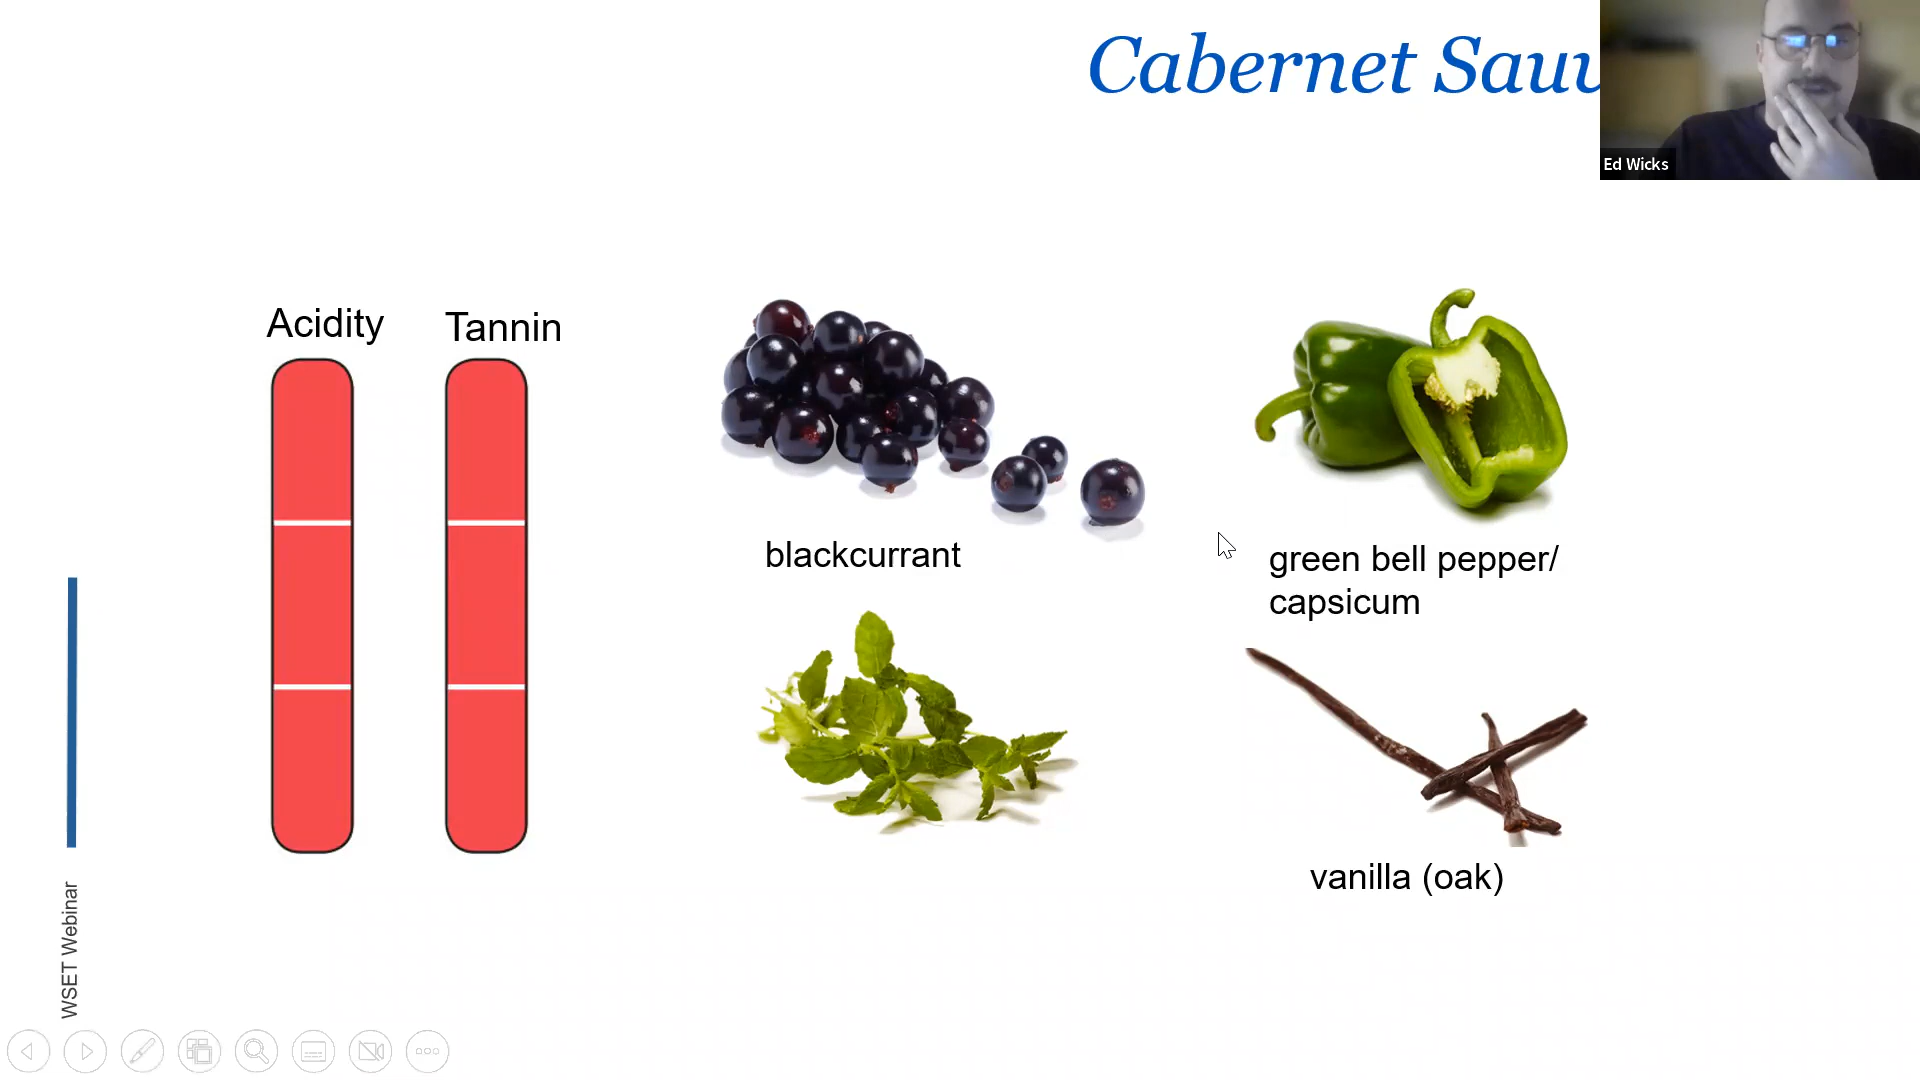 Cabernet Sauv
Ed Wicks
Acidity
Tannin
blackcurrant
green bell pepper/
capsicum
vanilla (oak)
WSET Webinar